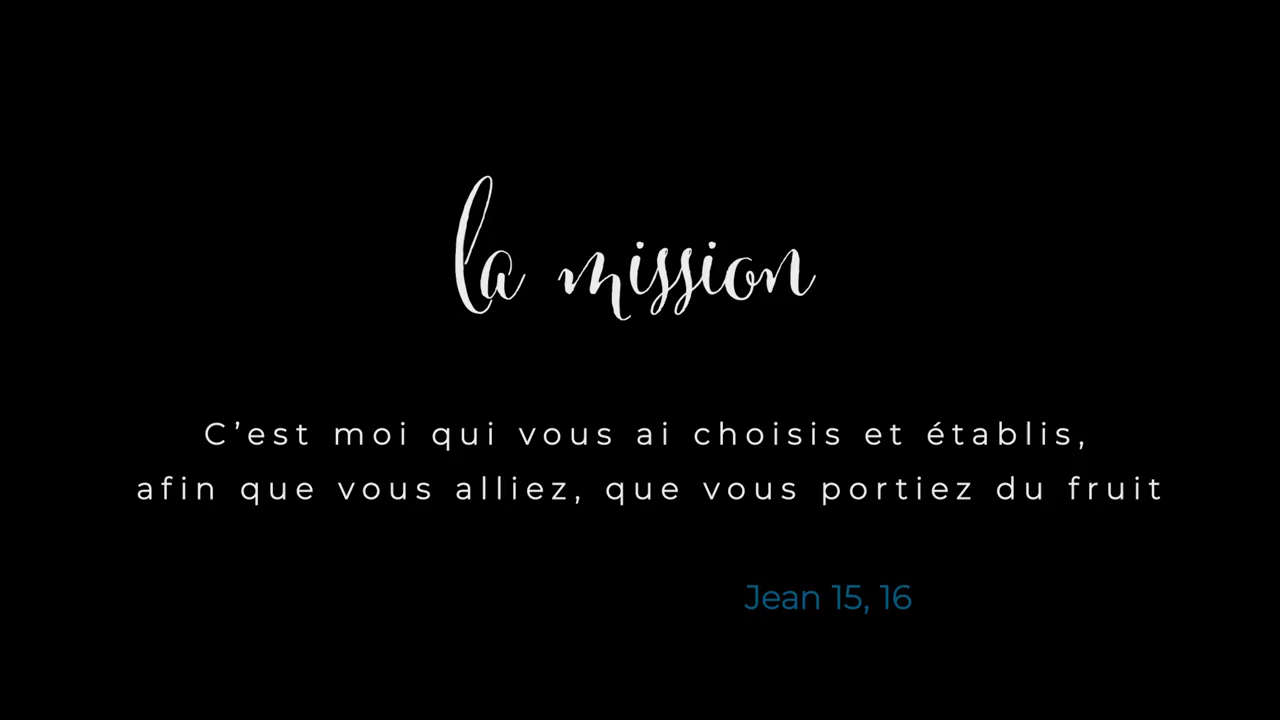 la mission
C’est moi qui vous ai choisis et établis,
afin que vous alliez, que vous portiez du fruit
Jean 15, 16